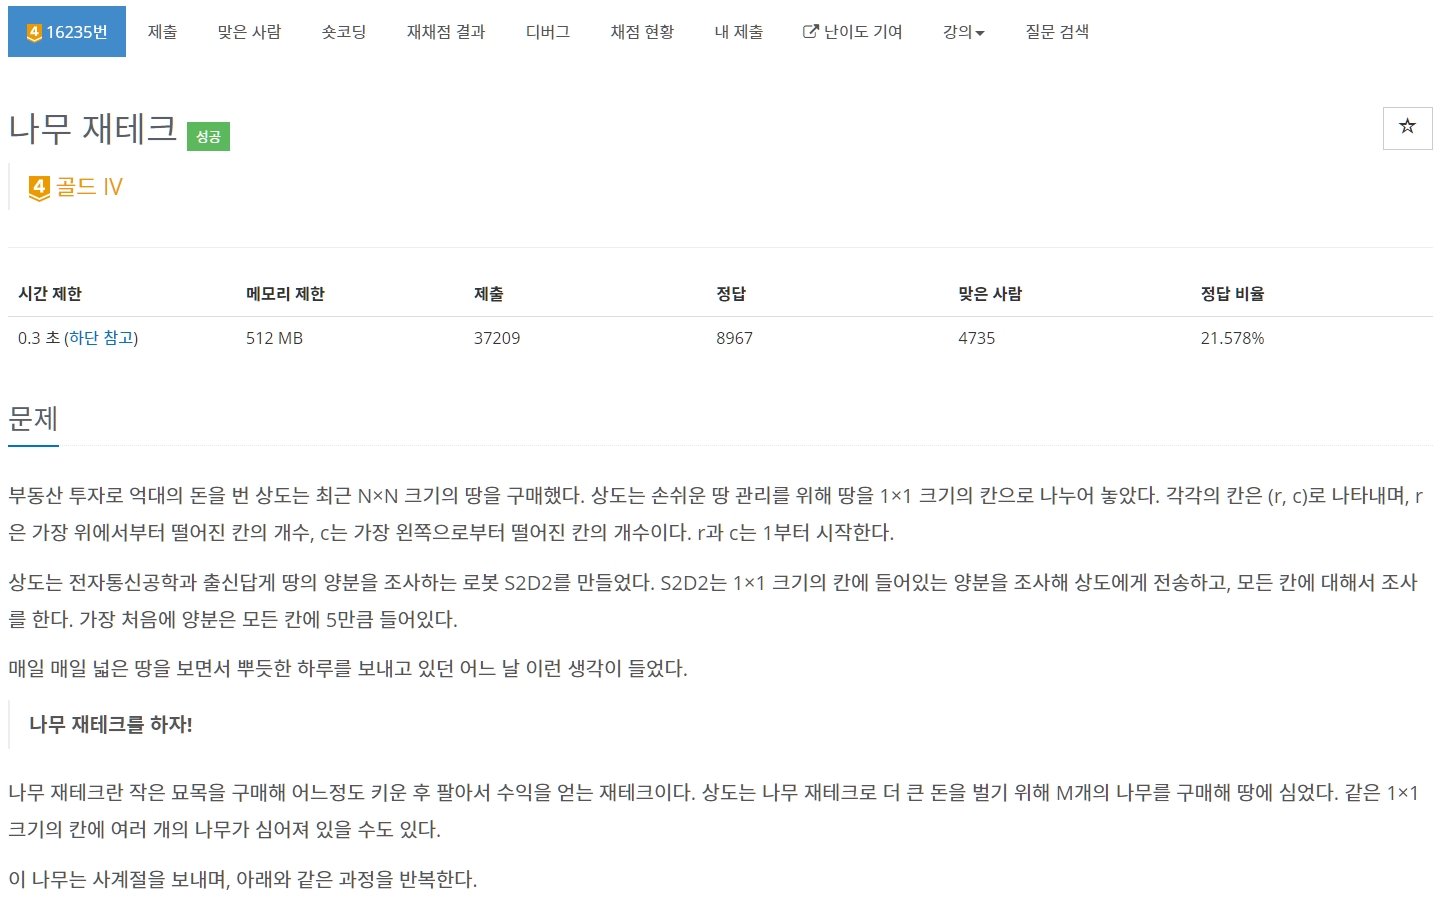 4 16235번 제출 맞은 사람 숏코딩 재채점 결과 디버그 채점 현황 내 제출 난이도 기여 강의 질문 검색
나무 재테크 성공
4 골드 IV
시간 제한 메모리 제한 제출 정답 맞은 사람 정답 비율
0.3 초 (하단 참고) 512 MB 37209 8967 4735 21.578%
문제
부동산 투자로 억대의 돈을 번 상도는 최근 N×N 크기의 땅을 구매했다. 상도는 손쉬운 땅 관리를 위해 땅을 1×1 크기의 칸으로 나누어 놓았다. 각각의 칸은 (r, c)로 나타내며, r
은 가장 위에서부터 떨어진 칸의 개수, c는 가장 왼쪽으로부터 떨어진 칸의 개수이다. r과 c는 1부터 시작한다.
상도는 전자통신공학과 출신답게 땅의 양분을 조사하는 로봇 S2D2를 만들었다. S2D2는 1×1 크기의 칸에 들어있는 양분을 조사해 상도에게 전송하고, 모든 칸에 대해서 조사
를 한다. 가장 처음에 양분은 모든 칸에 5만큼 들어있다.
매일 매일 넓은 땅을 보면서 뿌듯한 하루를 보내고 있던 어느 날 이런 생각이 들었다.
나무 재테크를 하자!
나무 재테크란 작은 묘목을 구매해 어느정도 키운 후 팔아서 수익을 얻는 재테크이다. 상도는 나무 재테크로 더 큰 돈을 벌기 위해 M개의 나무를 구매해 땅에 심었다. 같은 1×1
크기의 칸에 여러 개의 나무가 심어져 있을 수도 있다.
이 나무는 사계절을 보내며, 아래와 같은 과정을 반복한다.